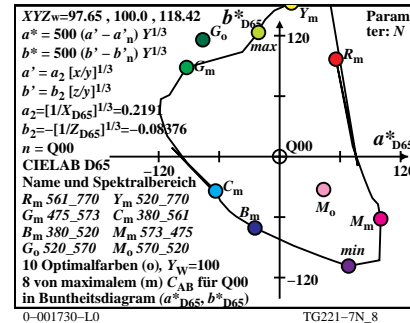 XYZw=97.65, 100.0, 118.42
a* = 500 (a' - a'n) Y1/3
b* = 500 (b' - b'n) Y1/3
a' = a2 [x/y]1/3
b' = b2 [z/y]1/3
a2=[1/XD65]1/3=0.2191
b2=-[1/ZD65]1/3=-0.08376
n = Q00
CIELAB D65
-120
Name und Spektralbereich
Rm 561_770 Ym 520_770
Gm 475_573 Cm 380_561
Bm 380_520 Mm 573_475
Go 520_570 Mo 570_520
10 Optimalfarben (o), YW=100
8 von maximalem (m) CAB für Q00
in Buntheitsdiagram (a*D65, b*D65)
b*D65
Ym
Parameter: N
120
max
Go
Gm
Rm
Q00
a*D65
120
Cm
Bm
Mo
Mm
min
-120
0-001730-L0
TG221-7N_8